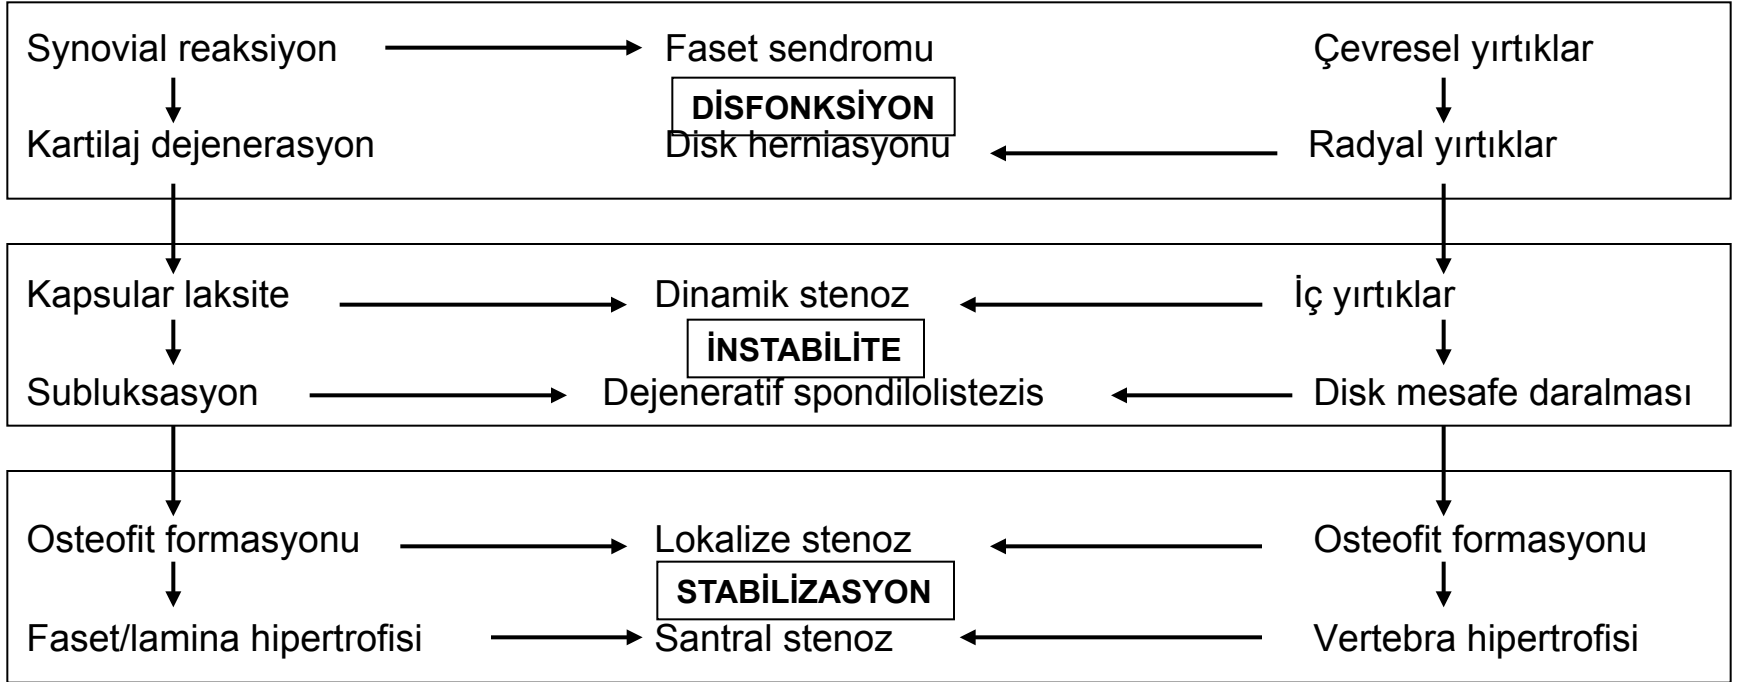 Synovial reaksiyon Faset sendromu Çevresel yırtıklar
DİSFONKSİYON
Kartilaj dejenerasyon Disk herniasyonu Radyal yırtıklar
Kapsular laksite Dinamik stenoz İç yırtıklar
İNSTABİLİTE
Subluksasyon Dejeneratif spondilolistezis Disk mesafe daralması
Osteofit formasyonu Lokalize stenoz Osteofit formasyonu
STABİLİZASYON
Faset/lamina hipertrofisi Santral stenoz Vertebra hipertrofisi